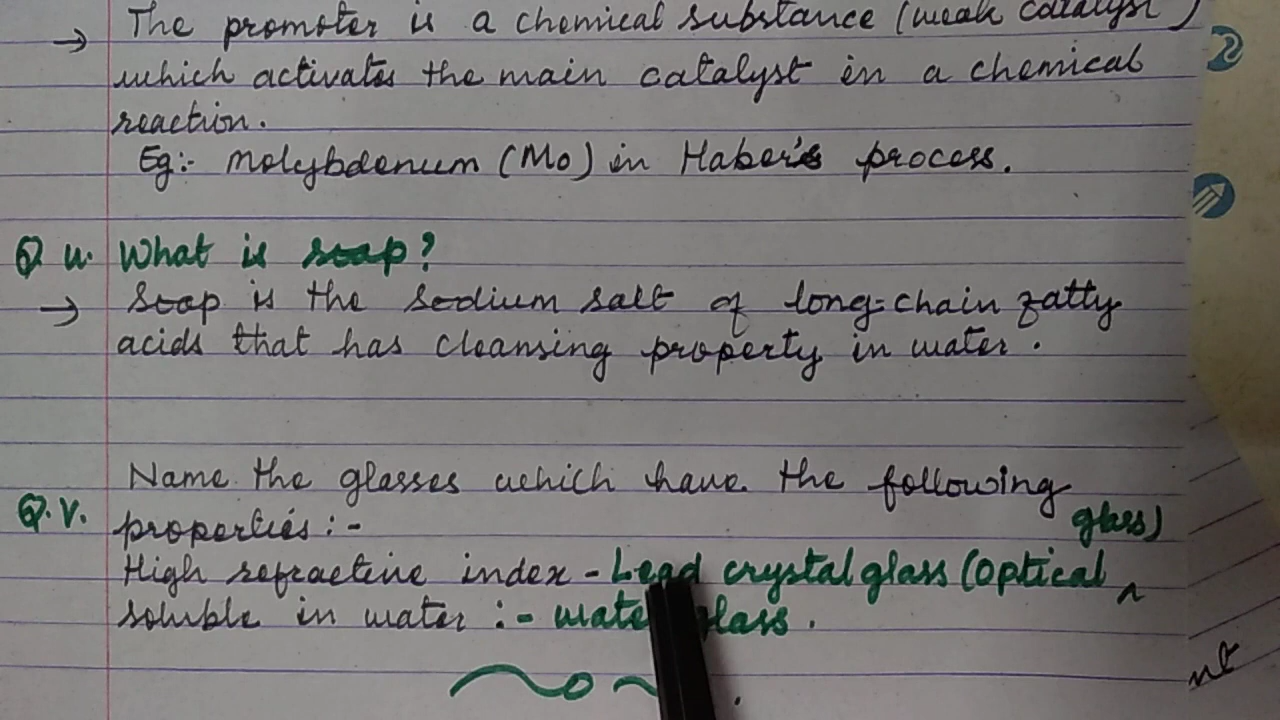 → The promoter is a chemical substance (weak catalyst)
which activates the main catalyst in a chemical
reaction.
Eg:- Molybdenum (Mo) in Haber's process.
Q u. What is soap?
→ Soap is the sodium salt of long-chain fatty
acids that has cleansing property in water.
Name the glasses which have the following
Q.V. properties:-
High refractive index - Lead crystal glass (optical ^ glass)
soluble in water :- water glass.